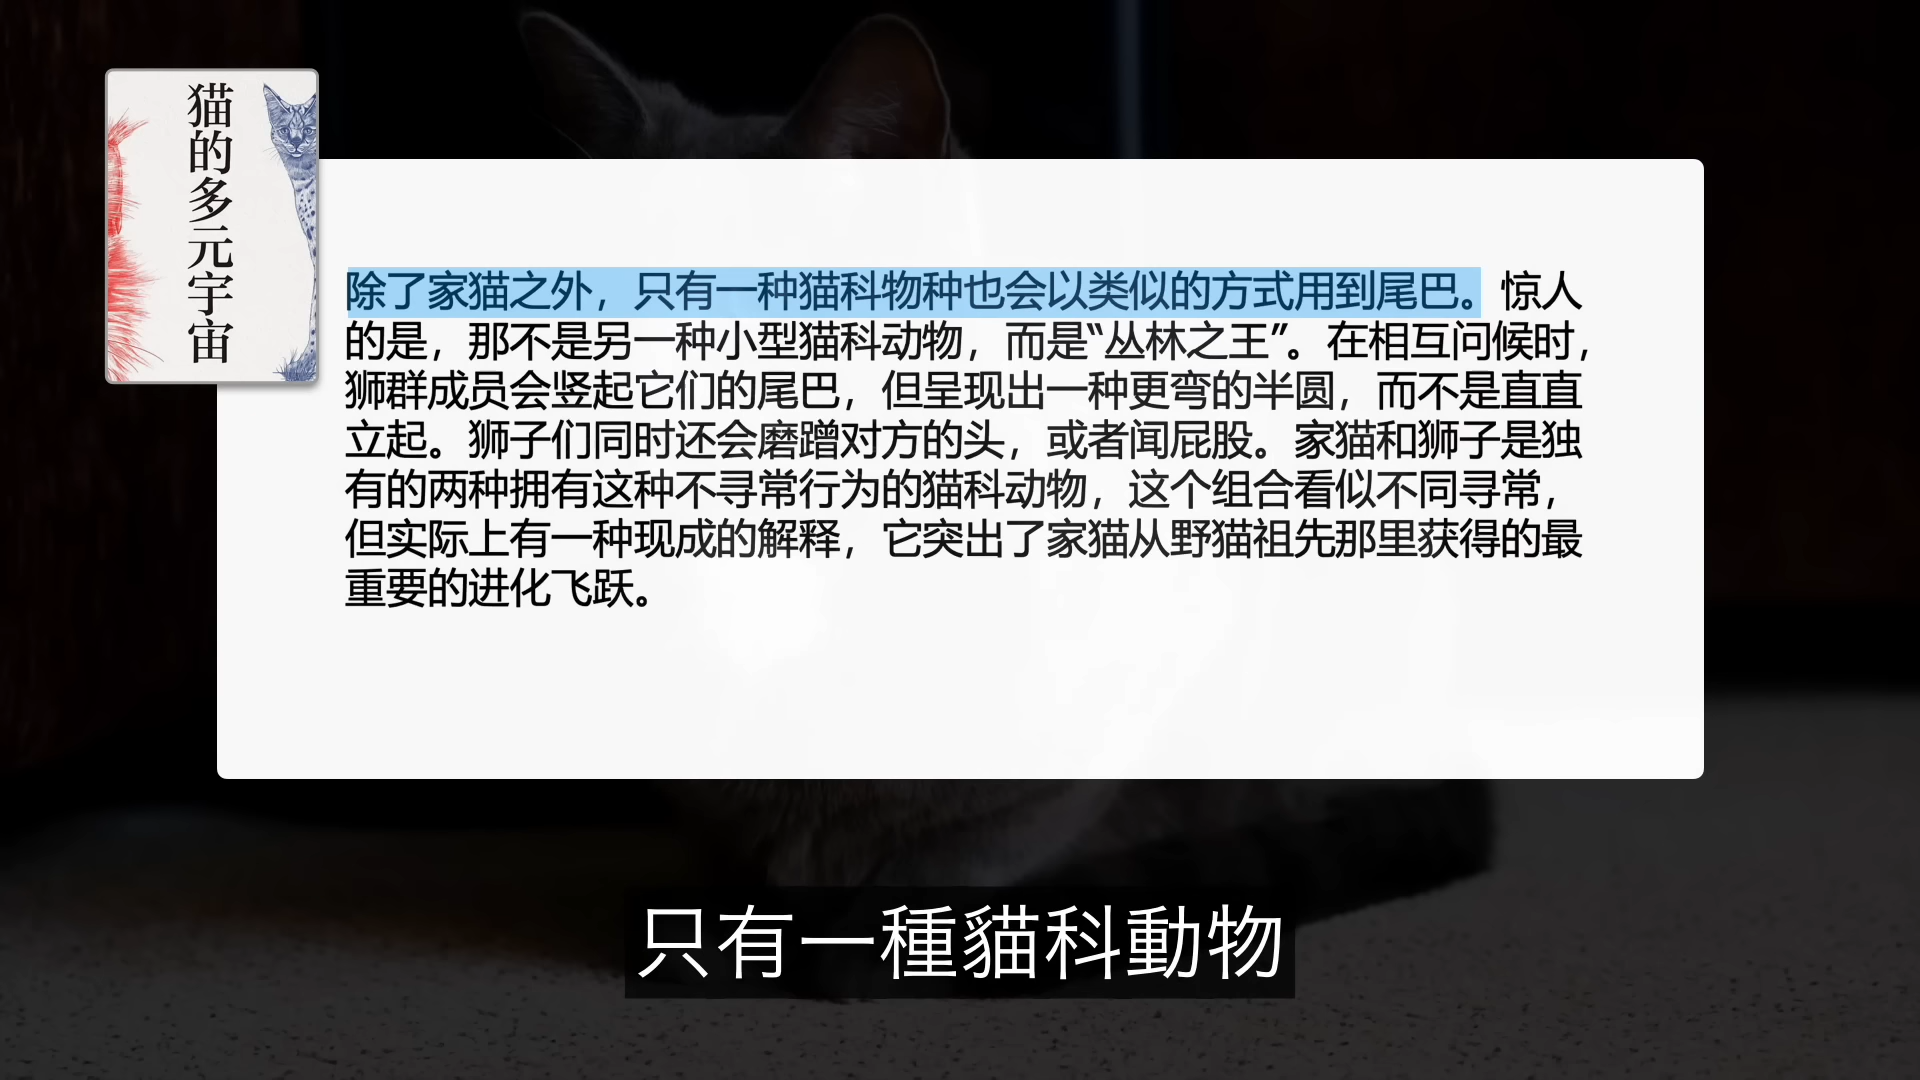 猫的多元宇宙
除了家猫之外，只有一种猫科物种也会以类似的方式用到尾巴。惊人
的是，那不是另一种小型猫科动物，而是“丛林之王”。在相互问候时，
狮群成员会竖起它们的尾巴，但呈现出一种更弯的半圆，而不是直直
立起。狮子们同时还会磨蹭对方的头，或者闻屁股。家猫和狮子是独
有的两种拥有这种不寻常行为的猫科动物，这个组合看似不同寻常，
但实际上有一种现成的解释，它突出了家猫从野猫祖先那里获得的最
重要的进化飞跃。
只有一種貓科動物